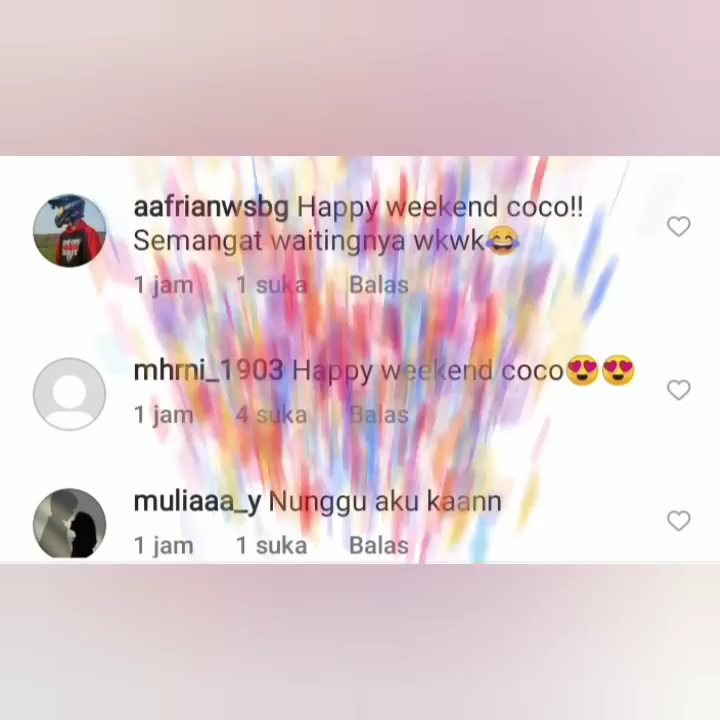 aafrianwsbg Happy weekend coco!!
Semangat waitingnya wkwk😂
1 jam 1 suka Balas
mhrni_1903 Happy weekend coco😍😍
1 jam 4 suka Balas
muliaaa_y Nunggu aku kaann
1 jam 1 suka Balas